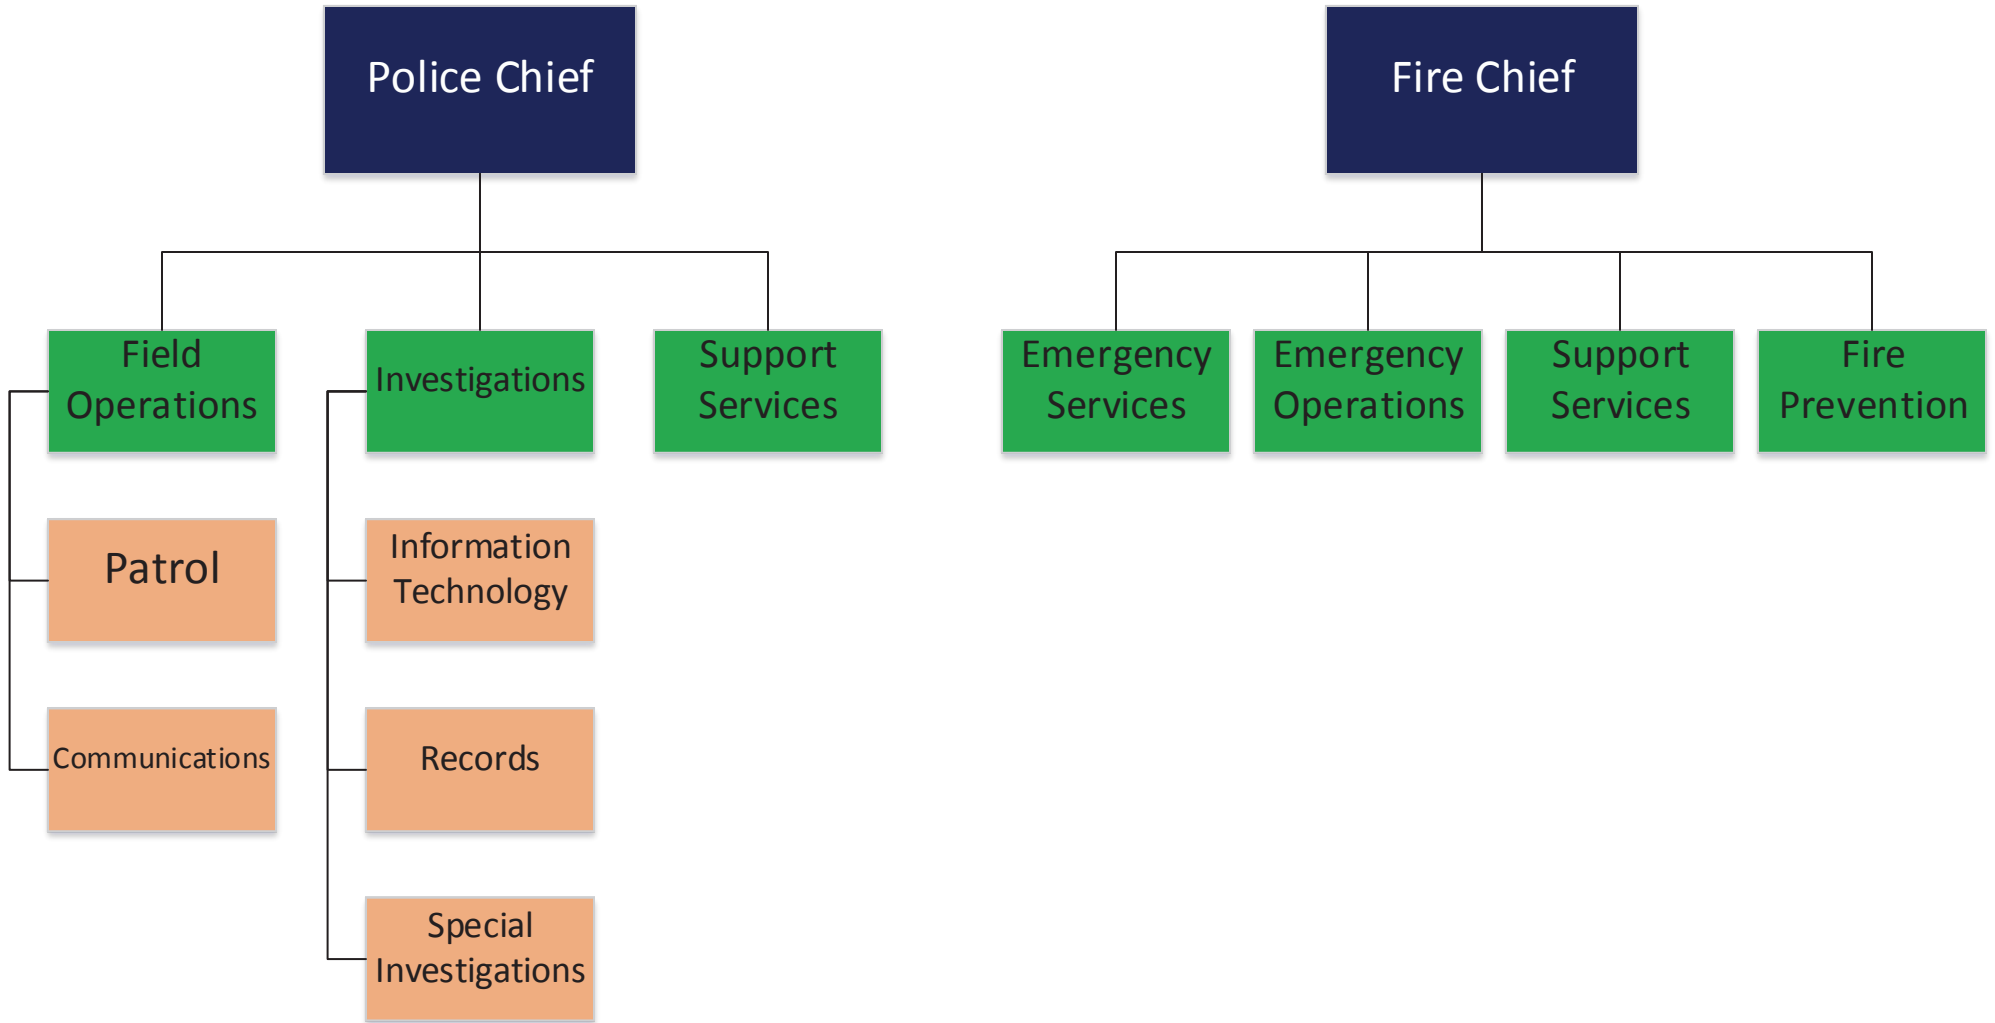 Police Chief
Fire Chief
Field
Operations
Investigations
Support
Services
Emergency
Services
Emergency
Operations
Support
Services
Fire
Prevention
Patrol
Information
Technology
Communications
Records
Special
Investigations